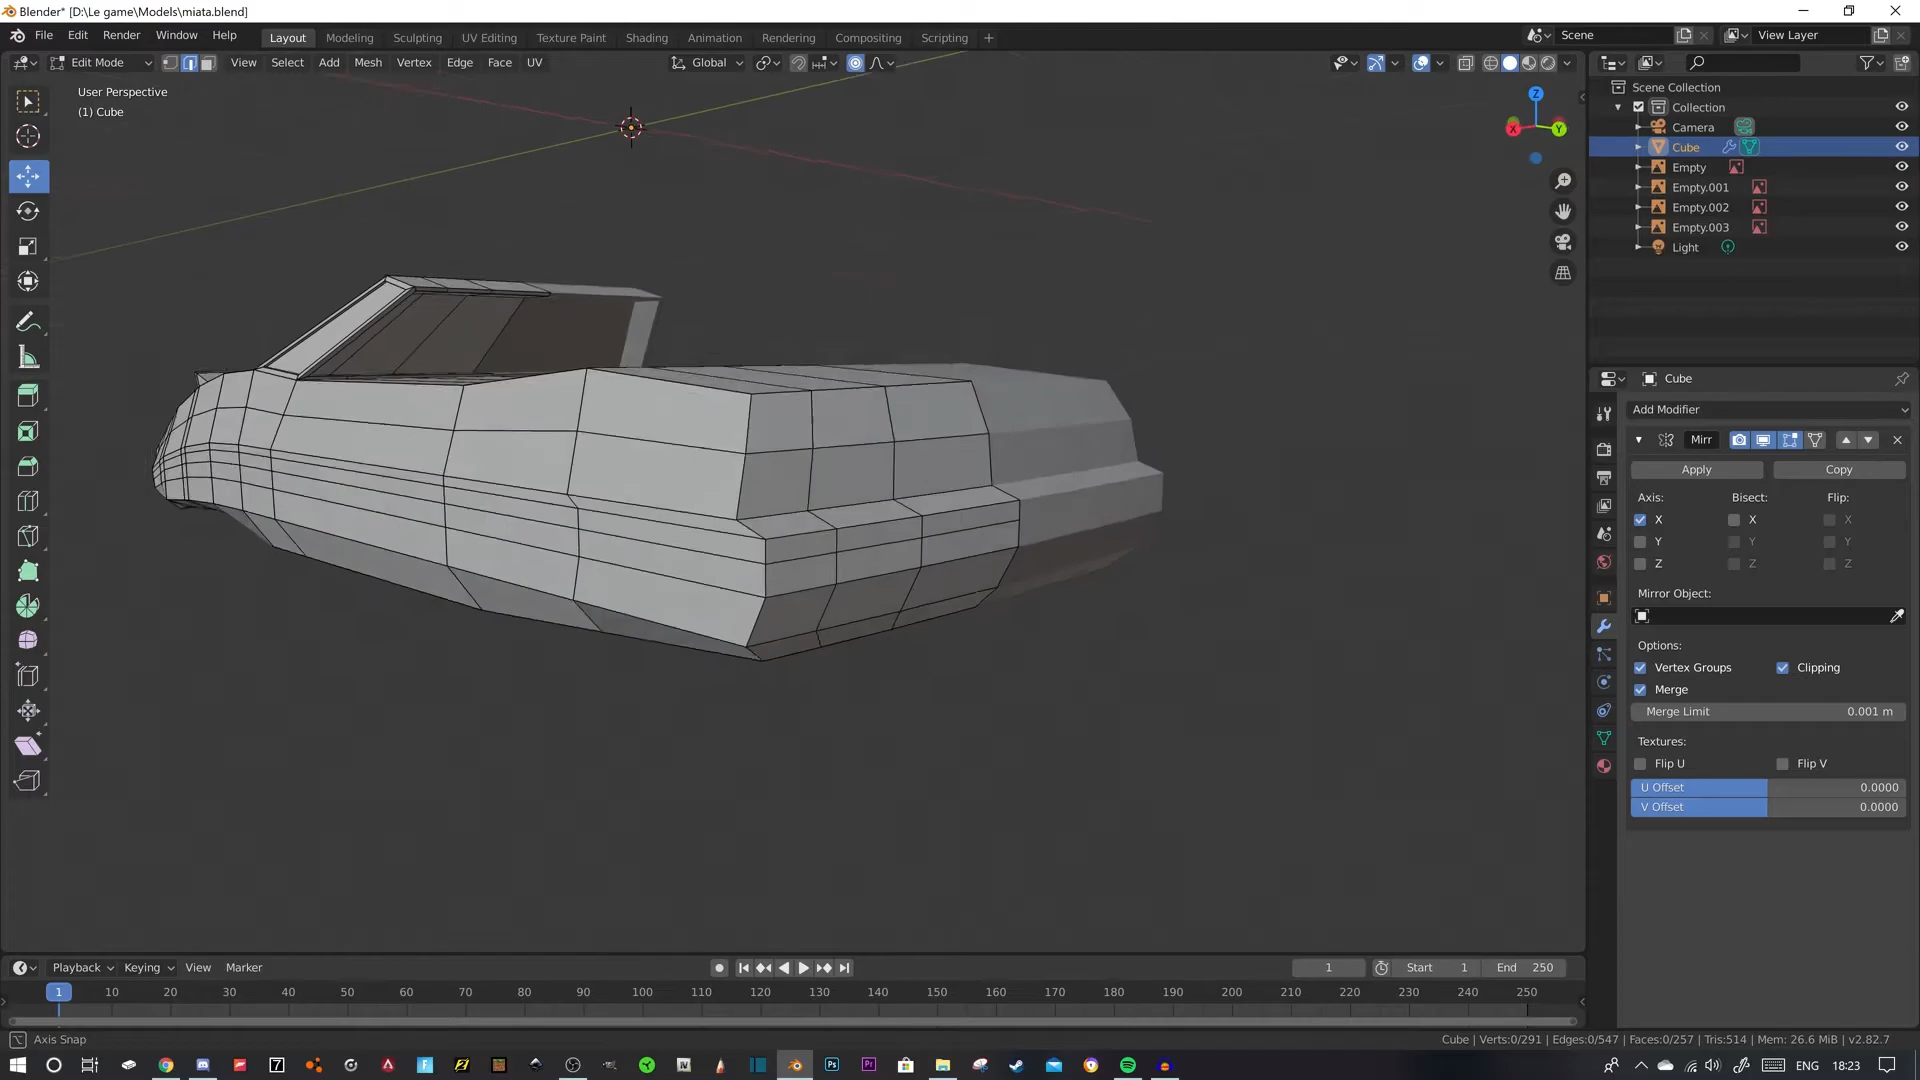 Blender* [D:\Le game\Models\miata.blend]
File Edit Render Window Help Layout Modeling Sculpting UV Editing Texture Paint Shading Animation Rendering Compositing Scripting Scene View Layer
Edit Mode View Select Add Mesh Vertex Edge Face UV Global
User Perspective
(1) Cube
Z
X
Y
Scene Collection
Collection
Camera
Cube
Empty
Empty.001
Empty.002
Empty.003
Light
Cube
Add Modifier
Mirr
Apply Copy
Axis: Bisect: Flip:
X X X
Y Y Y
Z Z Z
Mirror Object:
Options:
Vertex Groups Clipping
Merge
Merge Limit 0.001 m
Textures:
Flip U Flip V
U Offset 0.0000
V Offset 0.0000
Playback Keying View Marker 1 Start 1 End 250
1 10 20 30 40 50 60 70 80 90 100 110 120 130 140 150 160 170 180 190 200 210 220 230 240 250
Axis Snap Cube | Verts:0/291 | Edges:0/547 | Faces:0/257 | Tris:514 | Mem: 26.6 MiB | v2.82.7
7 IV Ps Pr ENG 18:23